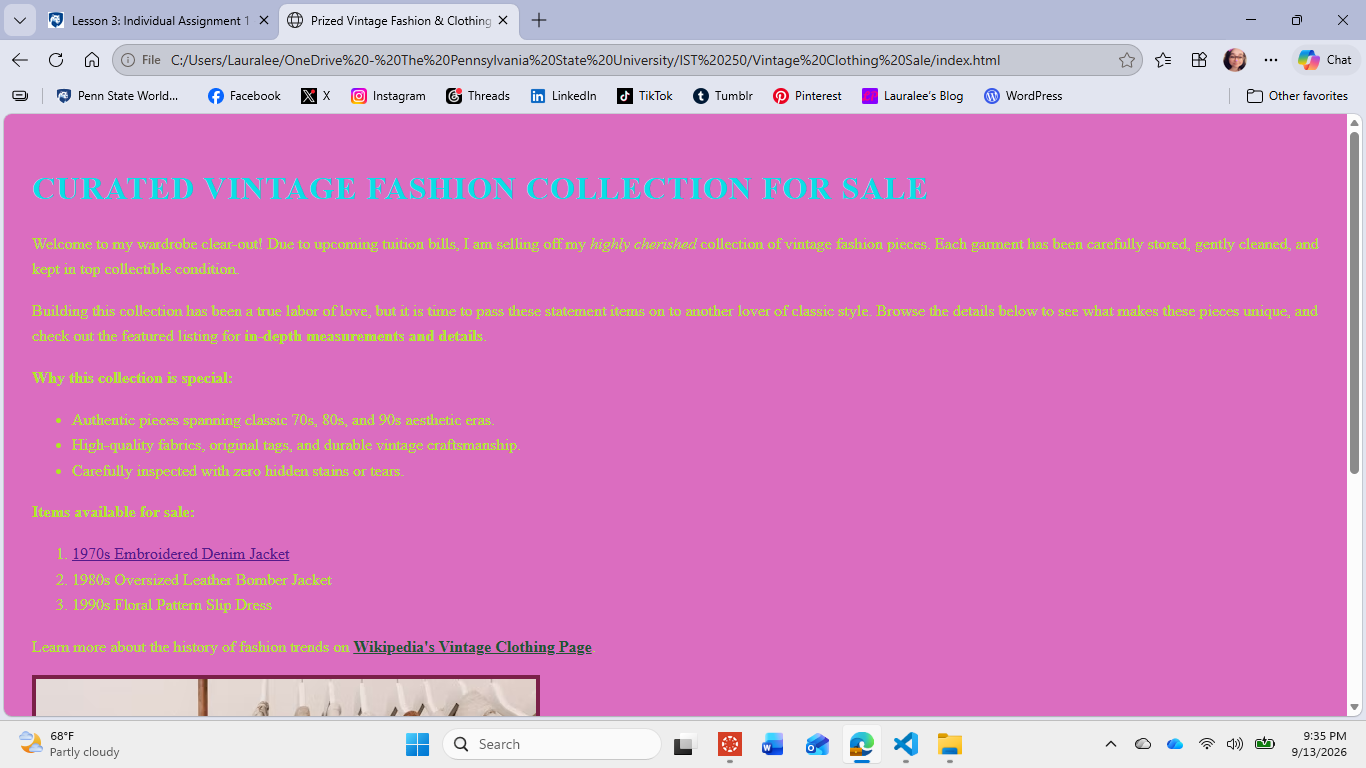 Lesson 3: Individual Assignment 1
Prized Vintage Fashion & Clothing
File C:/Users/Lauralee/OneDrive%20-%20The%20Pennsylvania%20State%20University/IST%20250/Vintage%20Clothing%20Sale/index.html
Chat
Penn State World... Facebook X Instagram Threads LinkedIn TikTok Tumblr Pinterest Lauralee's Blog WordPress Other favorites
CURATED VINTAGE FASHION COLLECTION FOR SALE
Welcome to my wardrobe clear-out! Due to upcoming tuition bills, I am selling off my highly cherished collection of vintage fashion pieces. Each garment has been carefully stored, gently cleaned, and
kept in top collectible condition.
Building this collection has been a true labor of love, but it is time to pass these statement items on to another lover of classic style. Browse the details below to see what makes these pieces unique, and
check out the featured listing for in-depth measurements and details.
Why this collection is special:
• Authentic pieces spanning classic 70s, 80s, and 90s aesthetic eras.
• High-quality fabrics, original tags, and durable vintage craftsmanship.
• Carefully inspected with zero hidden stains or tears.
Items available for sale:
1. 1970s Embroidered Denim Jacket
2. 1980s Oversized Leather Bomber Jacket
3. 1990s Floral Pattern Slip Dress
Learn more about the history of fashion trends on Wikipedia's Vintage Clothing Page.
68°F
Partly cloudy
Search
9:35 PM
9/13/2026